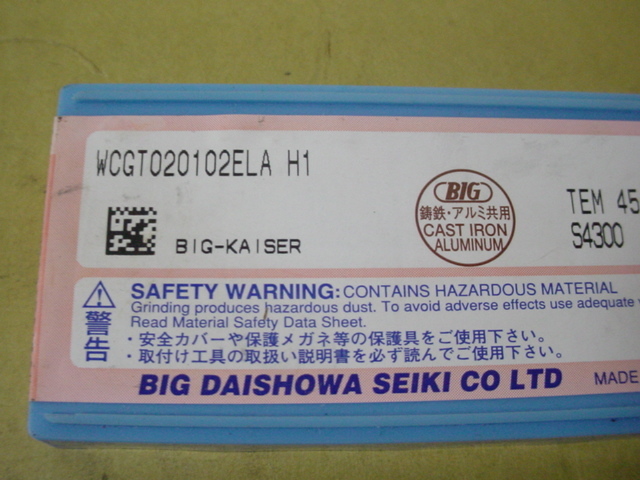 WCGT020102ELA H1
BIG-KAISER
BIG
鋳鉄・アルミ共用
CAST IRON
ALUMINUM
TEM 45
S4300
警告
SAFETY WARNING: CONTAINS HAZARDOUS MATERIAL
Grinding produces hazardous dust. To avoid adverse effects use adequate
Read Material Safety Data Sheet.
・安全カバーや保護メガネ等の保護具をご使用下さい。
・取付け工具の取扱い説明書を必ず読んでご使用下さい。
BIG DAISHOWA SEIKI CO LTD
MADE